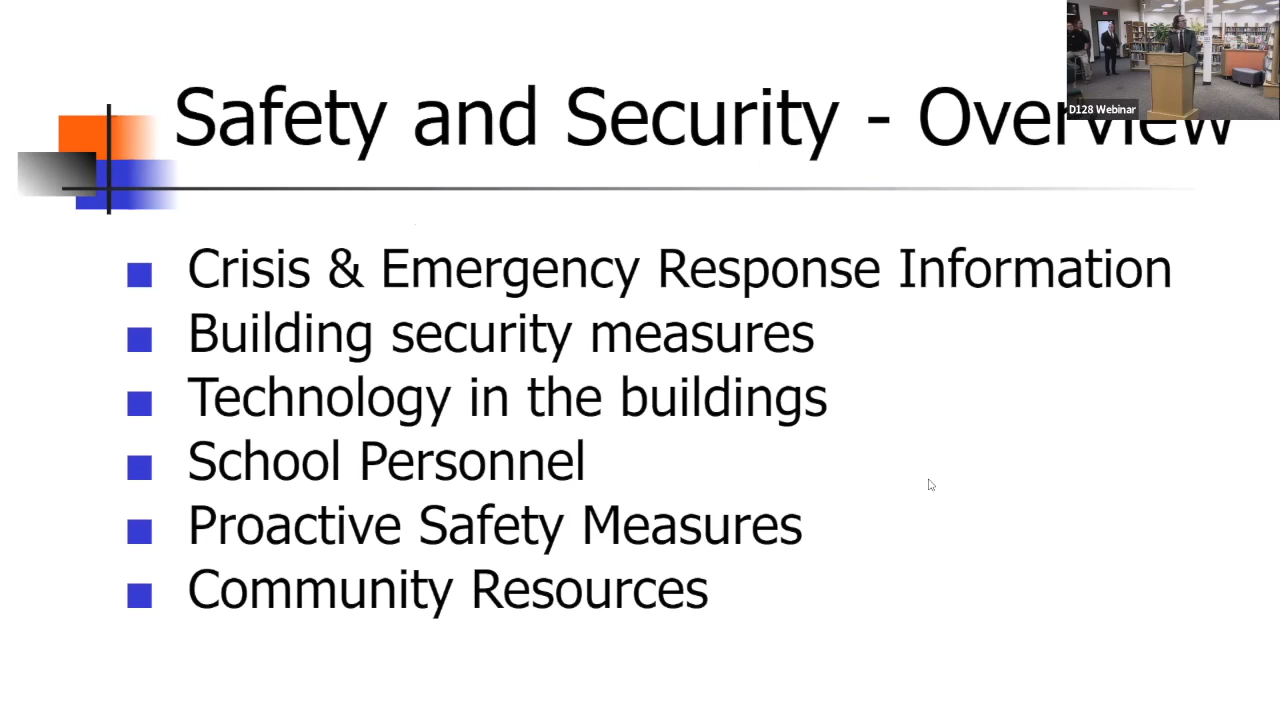 Safety and Security - Overview
D128 Webinar
Crisis & Emergency Response Information
Building security measures
Technology in the buildings
School Personnel
Proactive Safety Measures
Community Resources